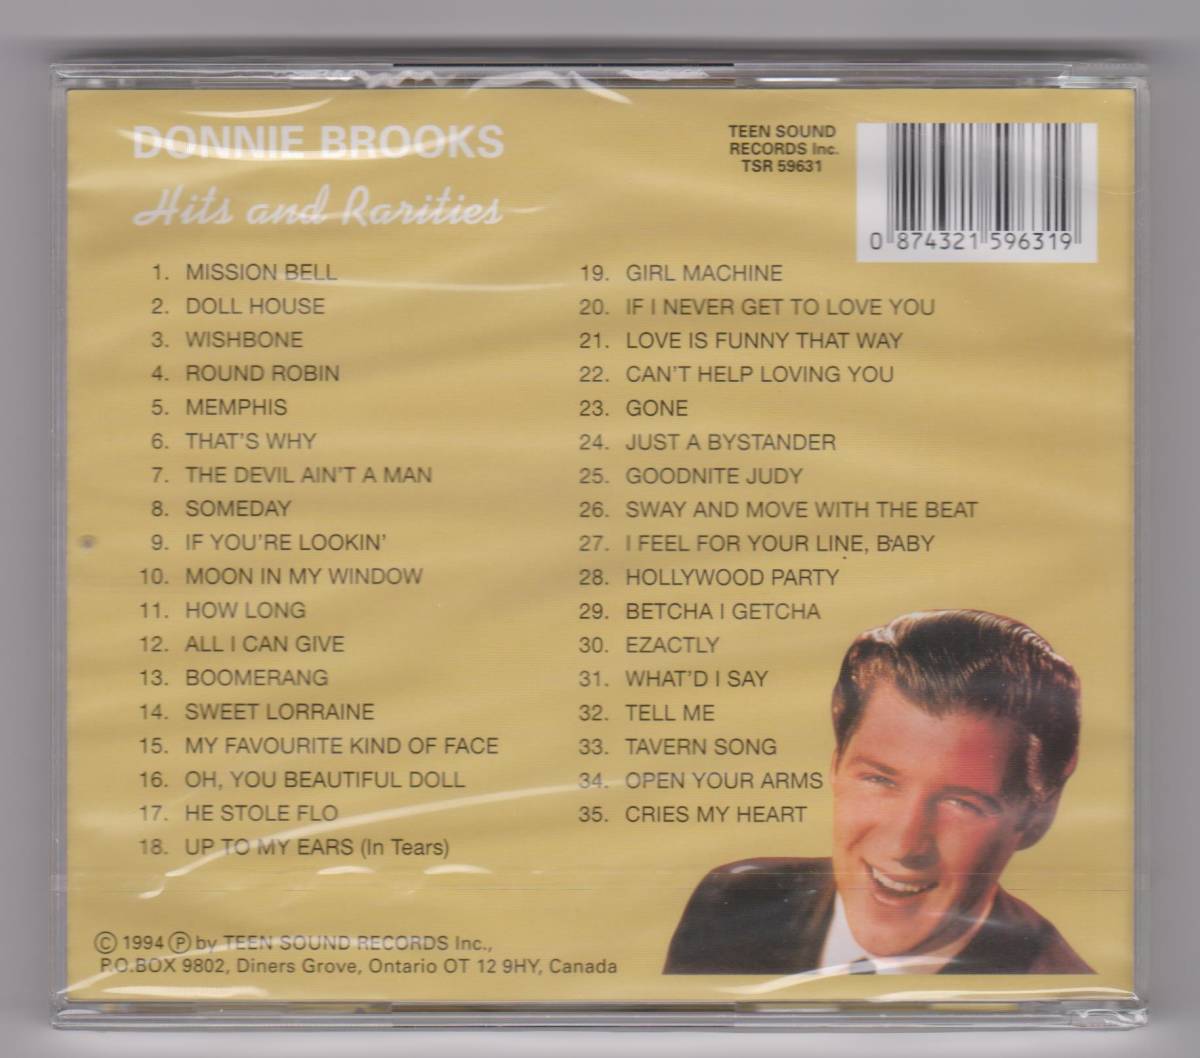 DONNIE BROOKS
Hits and Rarities
TEEN SOUND
RECORDS Inc.
TSR 59631
0 874321 596319
1. MISSION BELL
2. DOLL HOUSE
3. WISHBONE
4. ROUND ROBIN
5. MEMPHIS
6. THAT'S WHY
7. THE DEVIL AIN'T A MAN
8. SOMEDAY
9. IF YOU'RE LOOKIN'
10. MOON IN MY WINDOW
11. HOW LONG
12. ALL I CAN GIVE
13. BOOMERANG
14. SWEET LORRAINE
15. MY FAVOURITE KIND OF FACE
16. OH, YOU BEAUTIFUL DOLL
17. HE STOLE FLO
18. UP TO MY EARS (In Tears)
19. GIRL MACHINE
20. IF I NEVER GET TO LOVE YOU
21. LOVE IS FUNNY THAT WAY
22. CAN'T HELP LOVING YOU
23. GONE
24. JUST A BYSTANDER
25. GOODNITE JUDY
26. SWAY AND MOVE WITH THE BEAT
27. I FEEL FOR YOUR LINE, BABY
28. HOLLYWOOD PARTY
29. BETCHA I GETCHA
30. EZACTLY
31. WHAT'D I SAY
32. TELL ME
33. TAVERN SONG
34. OPEN YOUR ARMS
35. CRIES MY HEART
© 1994 ℗ by TEEN SOUND RECORDS Inc.,
P.O.BOX 9802, Diners Grove, Ontario OT 12 9HY, Canada